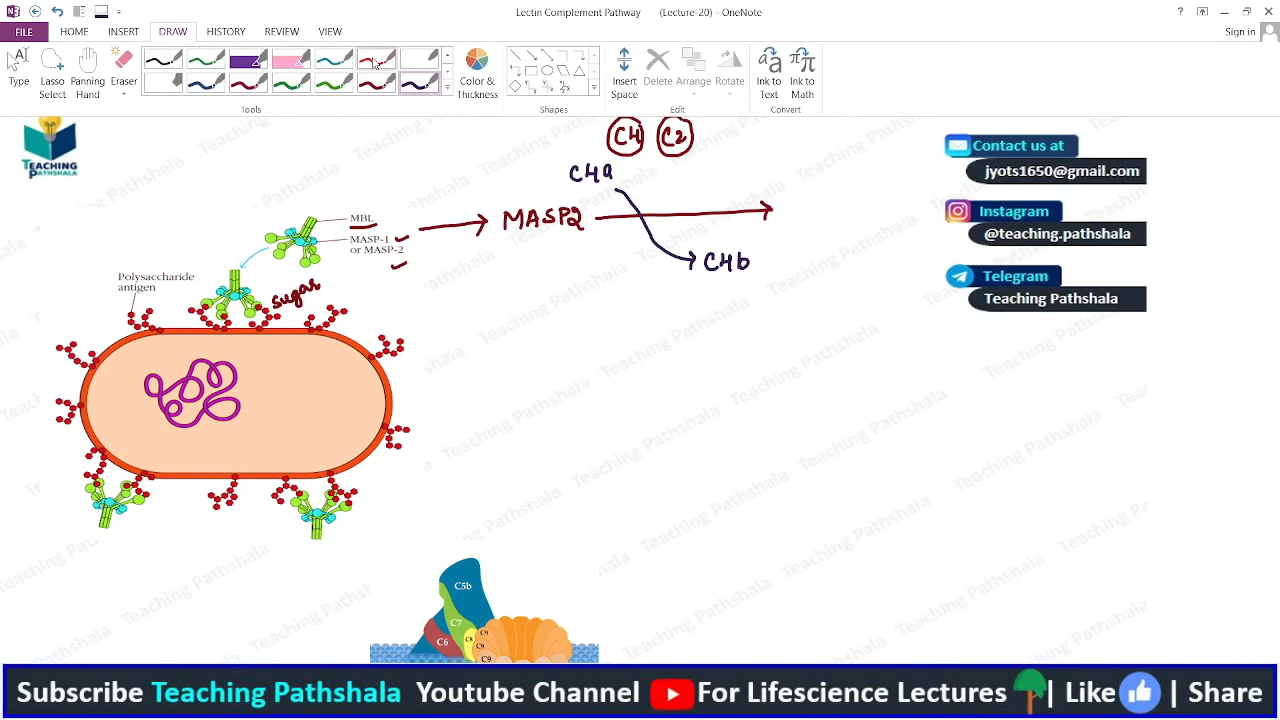 Lectin Complement Pathway (Lecture-20) - OneNote
FILE HOME INSERT DRAW HISTORY REVIEW VIEW
Sign in
Type
Lasso Select
Panning Hand
Eraser
Color & Thickness
Insert Space
Delete
Arrange
Rotate
Ink to Text
Ink to Math
Tools
Shapes
Edit
Convert
TEACHING
PATHSHALA
C4 C2
C4a
MASP2
C4b
MBL
MASP-1
or MASP-2
Polysaccharide
antigen
sugar
Contact us at
jyots1650@gmail.com
Instagram
@teaching.pathshala
Telegram
Teaching Pathshala
C5b
C7
C6
C8
C9
C9
C9
Teaching Pathshala
Subscribe Teaching Pathshala Youtube Channel For Lifescience Lectures | Like | Share